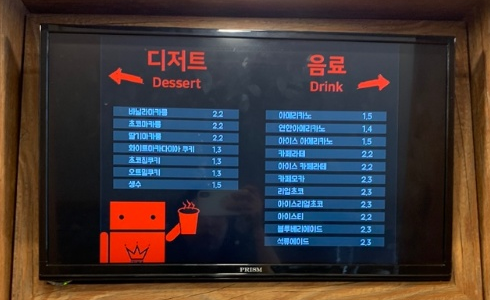 디저트
Dessert
바닐라마카롱 2.2
초코마카롱 2.2
딸기마카롱 2.2
화이트마카다미아 쿠키 1.3
초코칩쿠키 1.3
오트밀쿠키 1.3
생수 1.5
음료
Drink
아메리카노 1.5
연한아메리카노 1.4
아이스 아메리카노 1.5
카페라떼 2.2
아이스 카페라떼 2.2
카페모카 2.3
리얼초코 2.3
아이스리얼초코 2.3
아이스티 2.2
블루베리에이드 2.3
석류에이드 2.3
PRISM